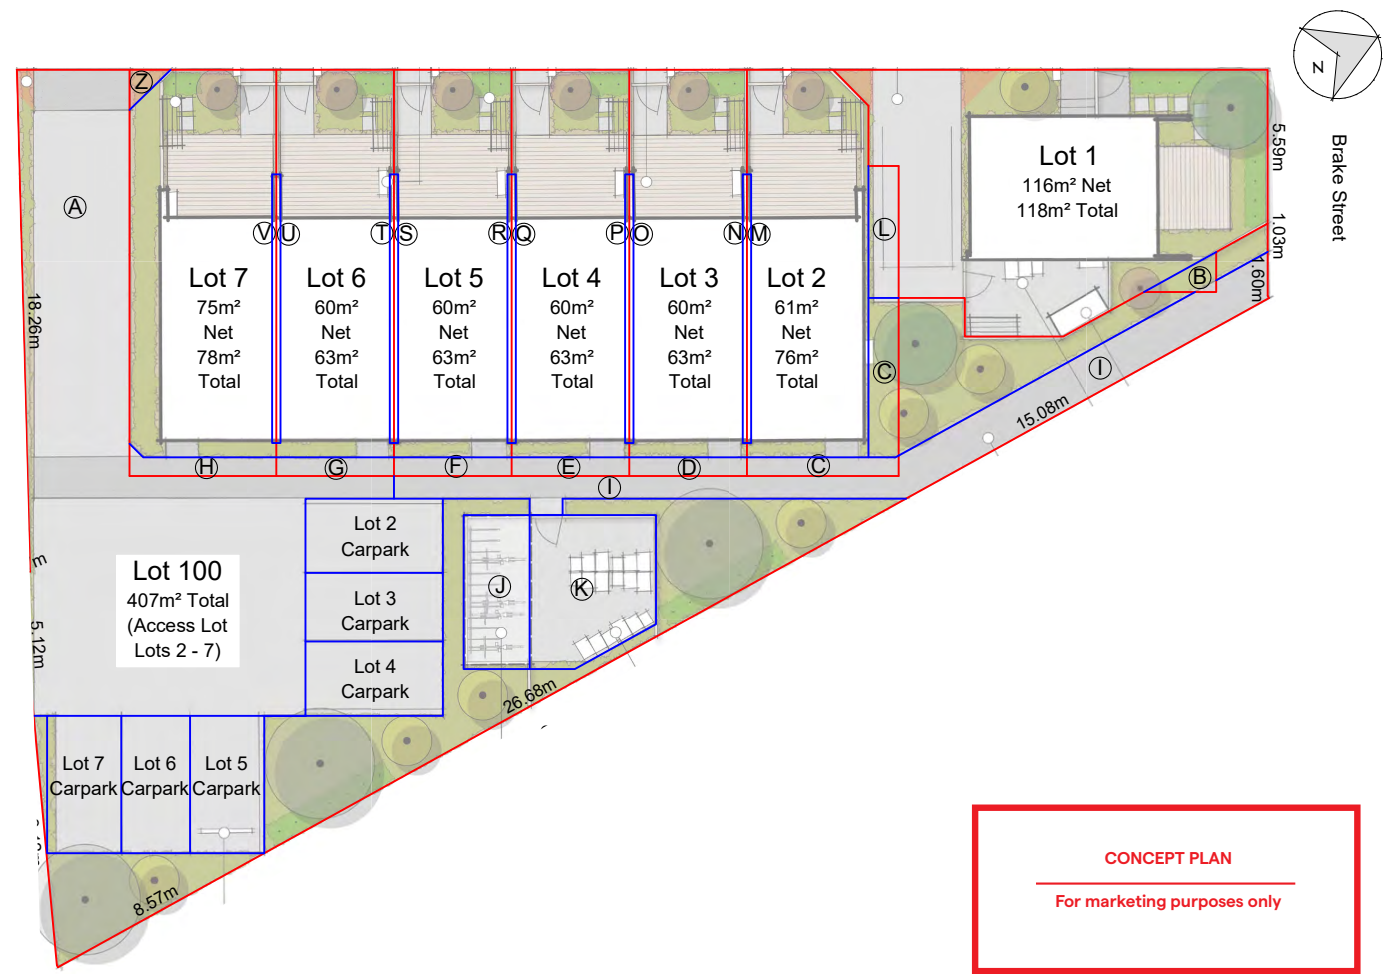 N
Brake Street
Z
A
5.59m
1.03m
1.60m
Lot 1
116m² Net
118m² Total
L
B
V U T S R Q P O N M
Lot 7
75m²
Net
78m²
Total
Lot 6
60m²
Net
63m²
Total
Lot 5
60m²
Net
63m²
Total
Lot 4
60m²
Net
63m²
Total
Lot 3
60m²
Net
63m²
Total
Lot 2
61m²
Net
76m²
Total
18.26m
C
I
15.08m
H G F E D C
I
m
Lot 100
407m² Total
(Access Lot
Lots 2 - 7)
5.12m
Lot 2
Carpark
Lot 3
Carpark
Lot 4
Carpark
J
K
26.68m
Lot 7
Carpark
Lot 6
Carpark
Lot 5
Carpark
8.57m
CONCEPT PLAN
For marketing purposes only